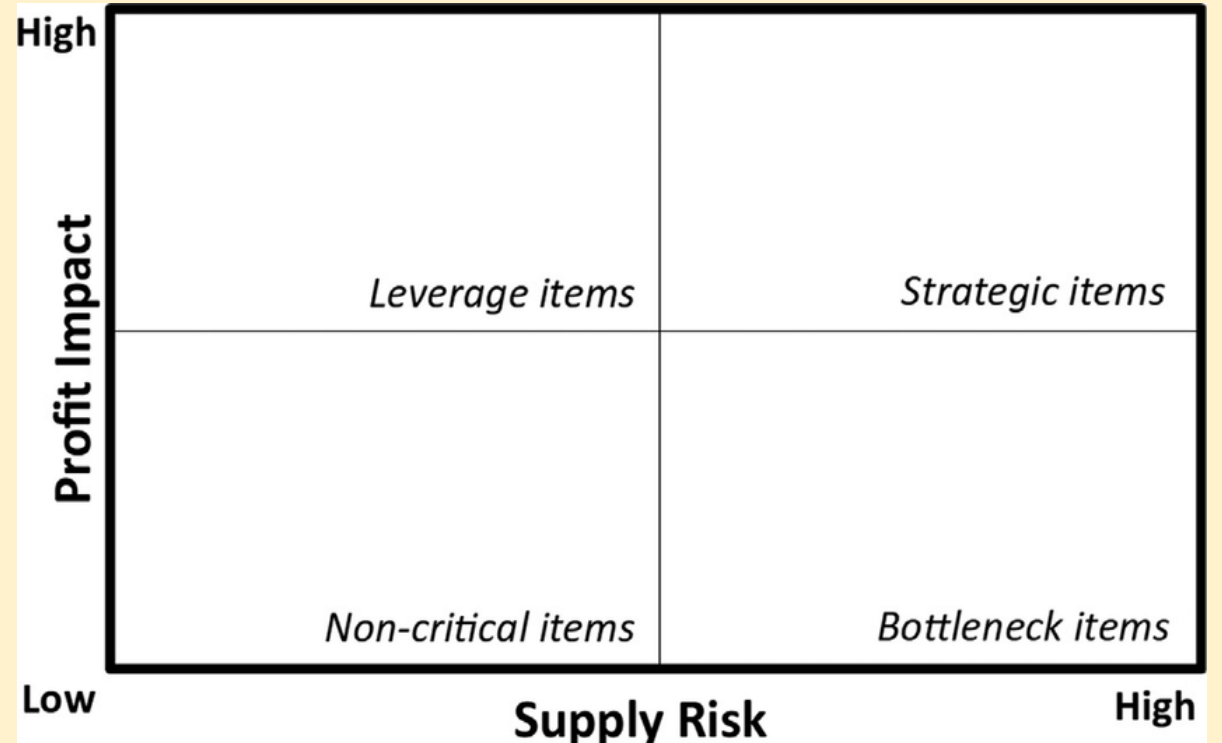 High
Profit Impact
Leverage items
Strategic items
Non-critical items
Bottleneck items
Low
Supply Risk
High